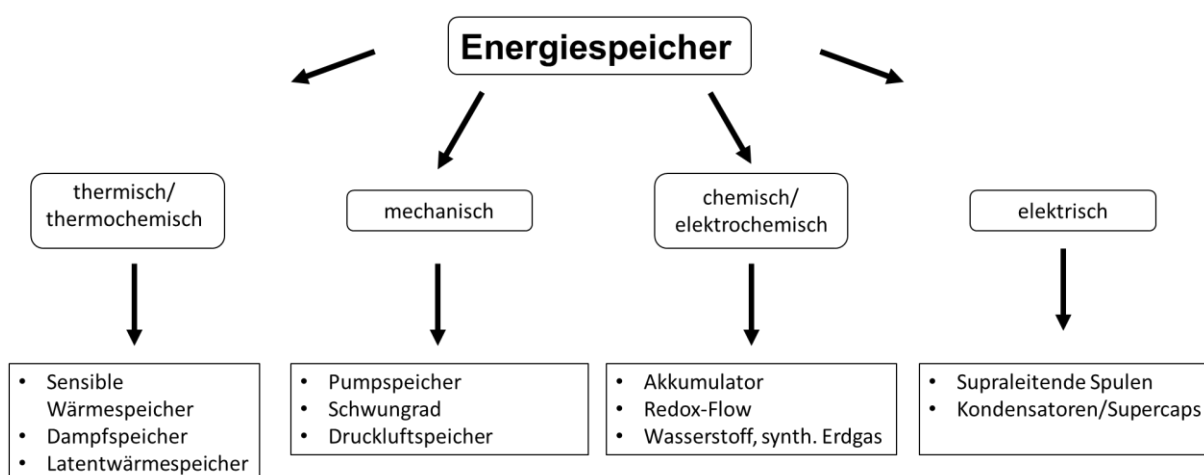 Energiespeicher
thermisch/
thermochemisch
mechanisch
chemisch/
elektrochemisch
elektrisch
• Sensible
Wärmespeicher
• Dampfspeicher
• Latentwärmespeicher
• Pumpspeicher
• Schwungrad
• Druckluftspeicher
• Akkumulator
• Redox-Flow
• Wasserstoff, synth. Erdgas
• Supraleitende Spulen
• Kondensatoren/Supercaps